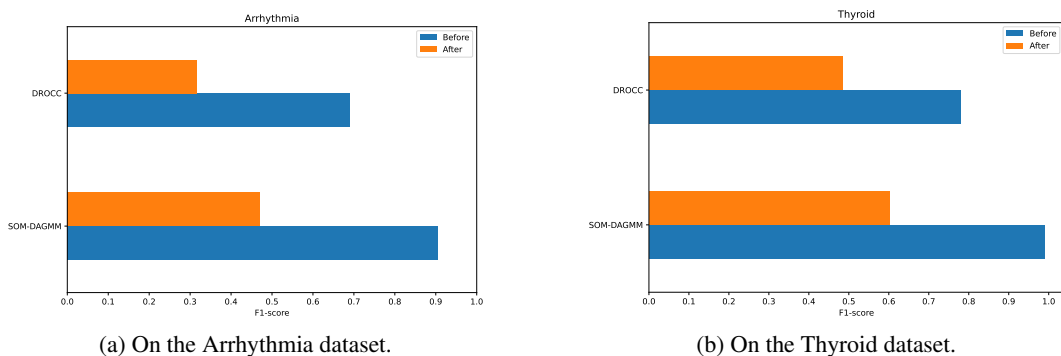 Arrhythmia
Before
After
DROCC
SOM-DAGMM
0.0 0.1 0.2 0.3 0.4 0.5 0.6 0.7 0.8 0.9 1.0
F1-score
(a) On the Arrhythmia dataset.
Thyroid
Before
After
DROCC
SOM-DAGMM
0.0 0.1 0.2 0.3 0.4 0.5 0.6 0.7 0.8 0.9 1.0
F1-score
(b) On the Thyroid dataset.